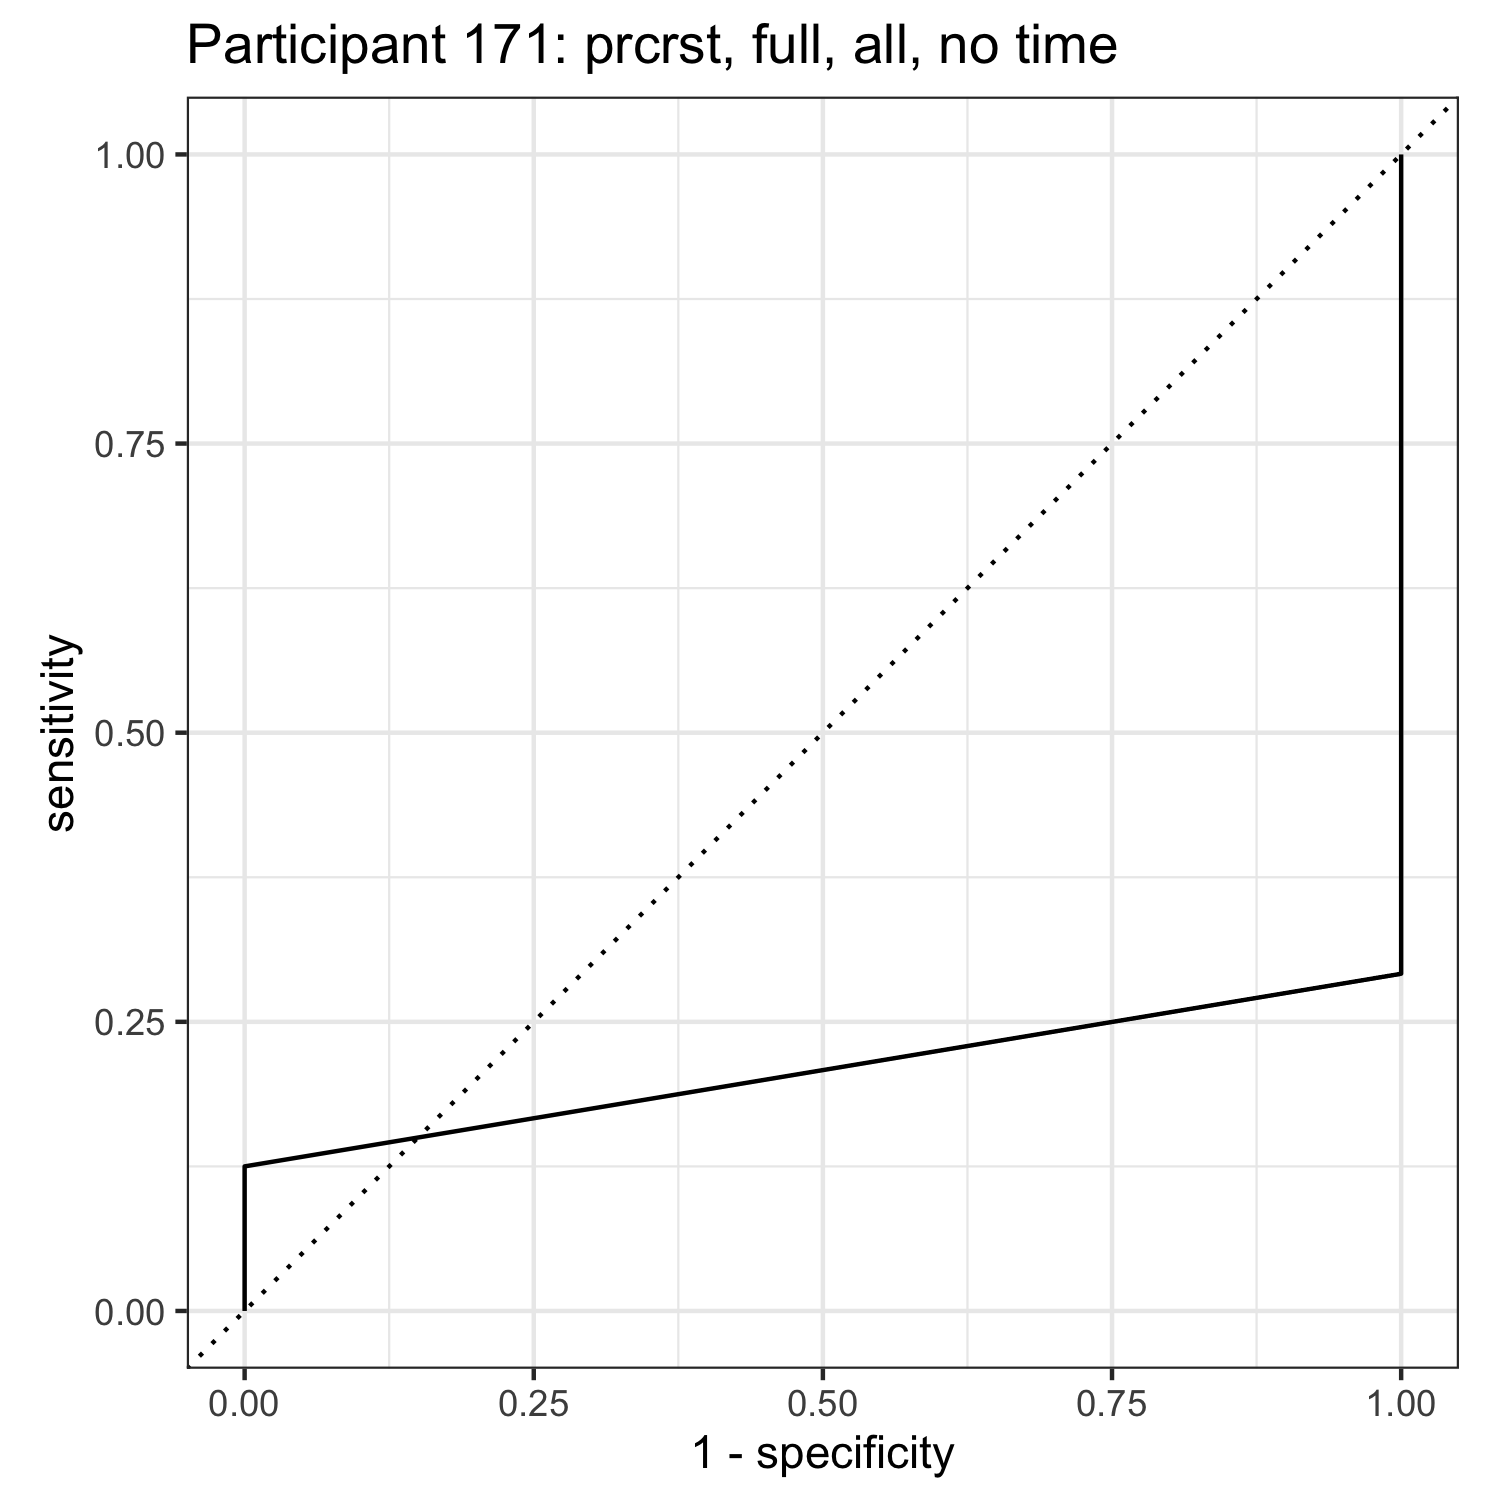 Participant 171: prcrst, full, all, no time
sensitivity
1.00
0.75
0.50
0.25
0.00
0.00 0.25 0.50 0.75 1.00
1 - specificity